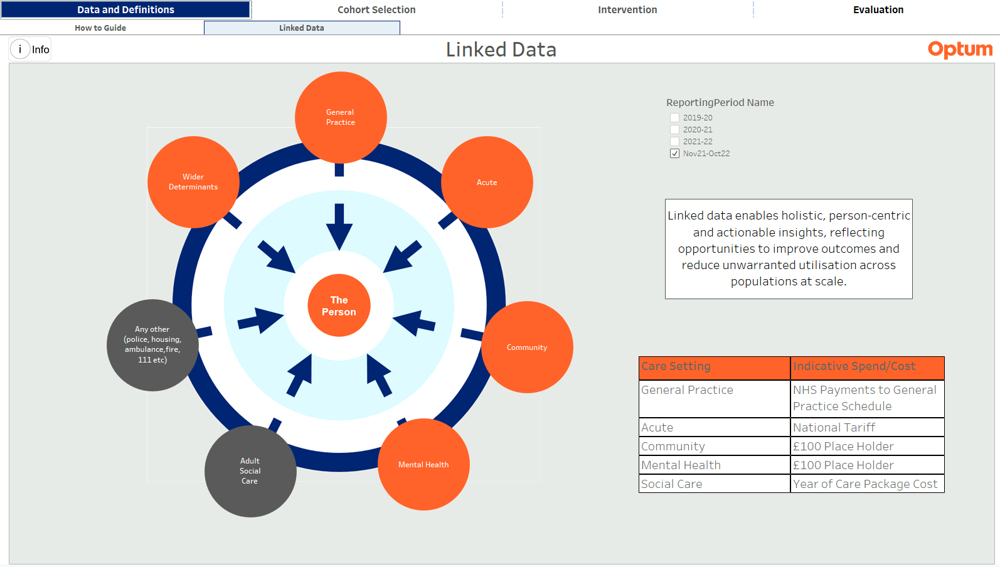 Data and Definitions
Cohort Selection
Intervention
Evaluation
How to Guide
Linked Data
i Info
Linked Data
Optum
General
Practice
Wider
Determinants
Acute
The
Person
Any other
(police, housing,
ambulance,fire,
111 etc)
Community
Adult
Social
Care
Mental Health
ReportingPeriod Name
2019-20
2020-21
2021-22
Nov21-Oct22
Linked data enables holistic, person-centric
and actionable insights, reflecting
opportunities to improve outcomes and
reduce unwarranted utilisation across
populations at scale.
Care Setting
Indicative Spend/Cost
General Practice
NHS Payments to General
Practice Schedule
Acute
National Tariff
Community
£100 Place Holder
Mental Health
£100 Place Holder
Social Care
Year of Care Package Cost